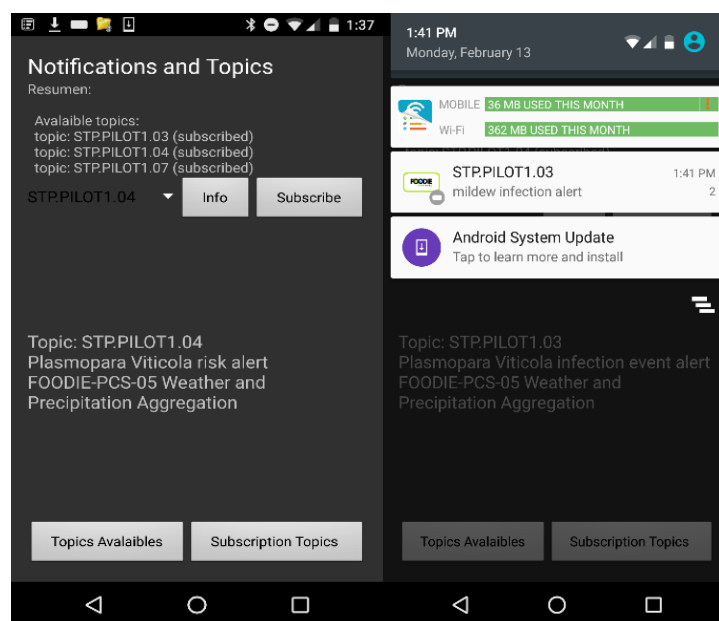 1:37
Notifications and Topics
Resumen:
Avalaible topics:
topic: STP.PILOT1.03 (subscribed)
topic: STP.PILOT1.04 (subscribed)
topic: STP.PILOT1.07 (subscribed)
STP.PILOT1.04
Info
Subscribe
Topic: STP.PILOT1.04
Plasmopara Viticola risk alert
FOODIE-PCS-05 Weather and
Precipitation Aggregation
Topics Avalaibles
Subscription Topics
1:41 PM
Monday, February 13
MOBILE 36 MB USED THIS MONTH
Wi-Fi 362 MB USED THIS MONTH
FOODIE
STP.PILOT1.03 1:41 PM
mildew infection alert 2
Android System Update
Tap to learn more and install
Topic: STP.PILOT1.03
Plasmopara Viticola infection event alert
FOODIE-PCS-05 Weather and
Precipitation Aggregation
Topics Avalaibles
Subscription Topics